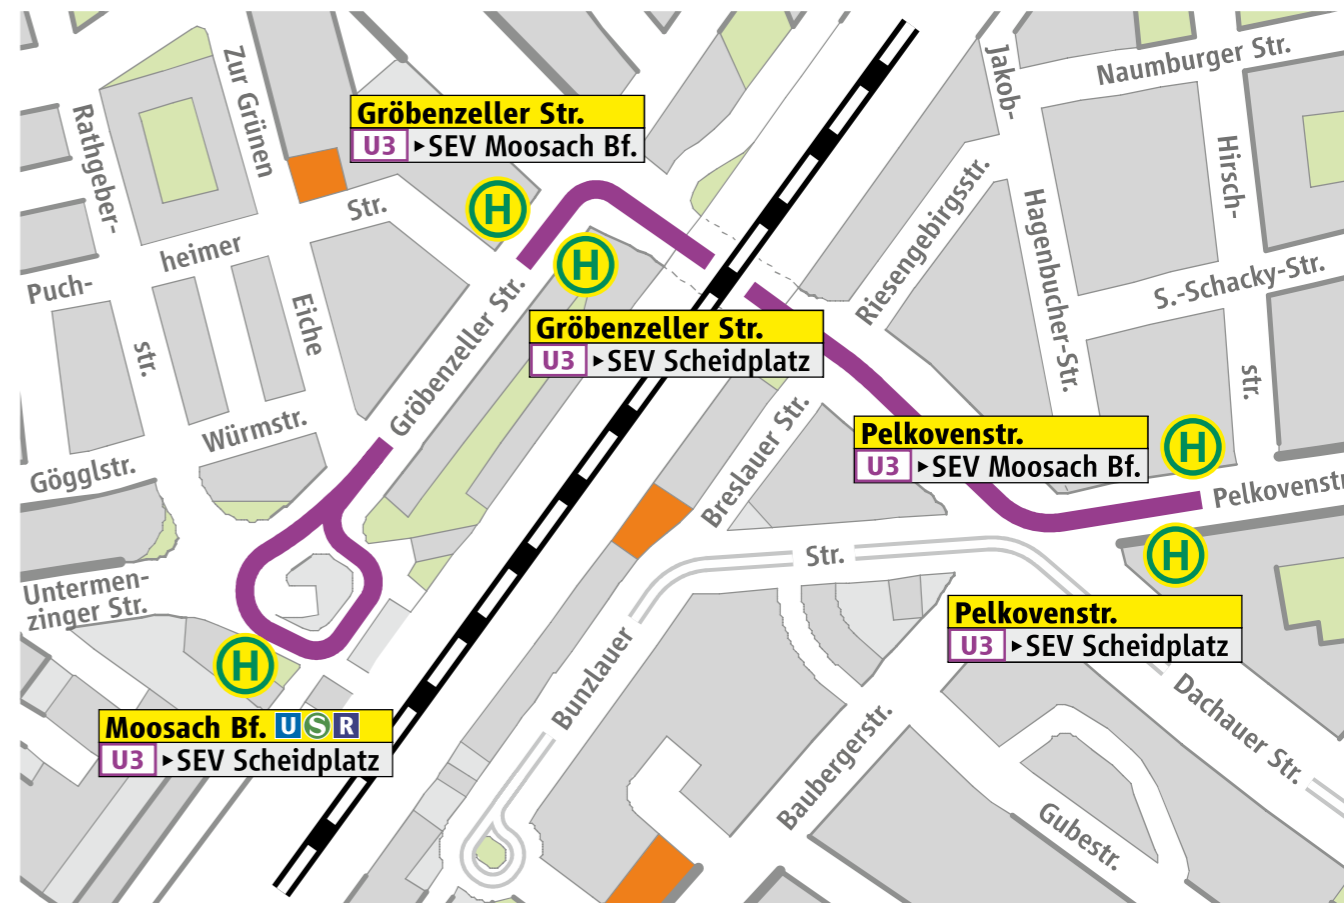 Zur Grünen
Jakob-
Naumburger Str.
Rathgeber-
Gröbenzeller Str.
U3 ▸SEV Moosach Bf.
Hirsch-
Str.
Riesengebirgsstr.
Hagenbucher-Str.
heimer
Puch-
H
H
Eiche
Gröbenzeller Str.
S.-Schacky-Str.
str.
Gröbenzeller Str.
U3 ▸SEV Scheidplatz
str.
Würmstr.
Gögglstr.
Breslauer Str.
Pelkovenstr.
U3 ▸SEV Moosach Bf.
H
Pelkovenstr
Str.
H
Untermen-
zinger Str.
Pelkovenstr.
U3 ▸SEV Scheidplatz
H
Bunzlauer
Dachauer Str.
Moosach Bf. U S R
U3 ▸SEV Scheidplatz
Baubergerstr.
Gubestr.